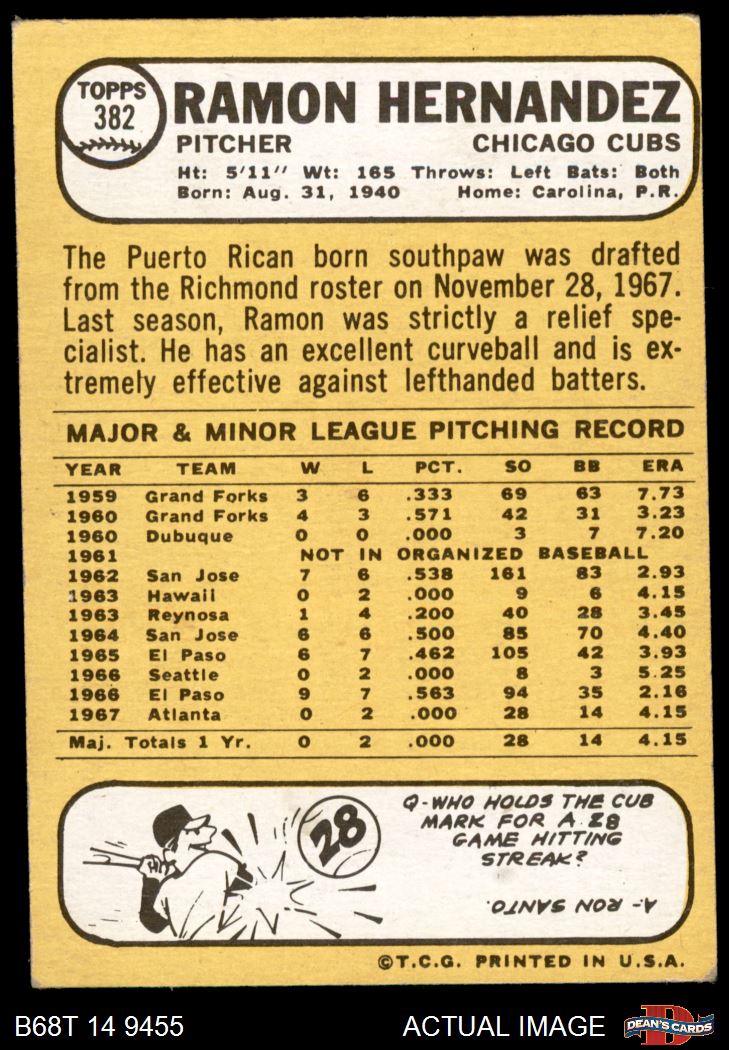 TOPPS
382
RAMON HERNANDEZ
PITCHER CHICAGO CUBS
Ht: 5'11" Wt: 165 Throws: Left Bats: Both
Born: Aug. 31, 1940 Home: Carolina, P.R.
The Puerto Rican born southpaw was drafted
from the Richmond roster on November 28, 1967.
Last season, Ramon was strictly a relief spe-
cialist. He has an excellent curveball and is ex-
tremely effective against lefthanded batters.
MAJOR & MINOR LEAGUE PITCHING RECORD
YEAR TEAM W L PCT. SO BB ERA
1959 Grand Forks 3 6 .333 69 63 7.73
1960 Grand Forks 4 3 .571 42 31 3.23
1960 Dubuque 0 0 .000 3 7 7.20
1961 NOT IN ORGANIZED BASEBALL
1962 San Jose 7 6 .538 161 83 2.93
1963 Hawaii 0 2 .000 9 6 4.15
1963 Reynosa 1 4 .200 40 28 3.45
1964 San Jose 6 6 .500 85 70 4.40
1965 El Paso 6 7 .462 105 42 3.93
1966 Seattle 0 2 .000 8 3 5.25
1966 El Paso 9 7 .563 94 35 2.16
1967 Atlanta 0 2 .000 28 14 4.15
Maj. Totals 1 Yr. 0 2 .000 28 14 4.15
28
Q-WHO HOLDS THE CUB
MARK FOR A 28
GAME HITTING
STREAK?
A- RON SANTO.
©T.C.G. PRINTED IN U.S.A.
B68T 14 9455 ACTUAL IMAGE
D
DEAN'S CARDS